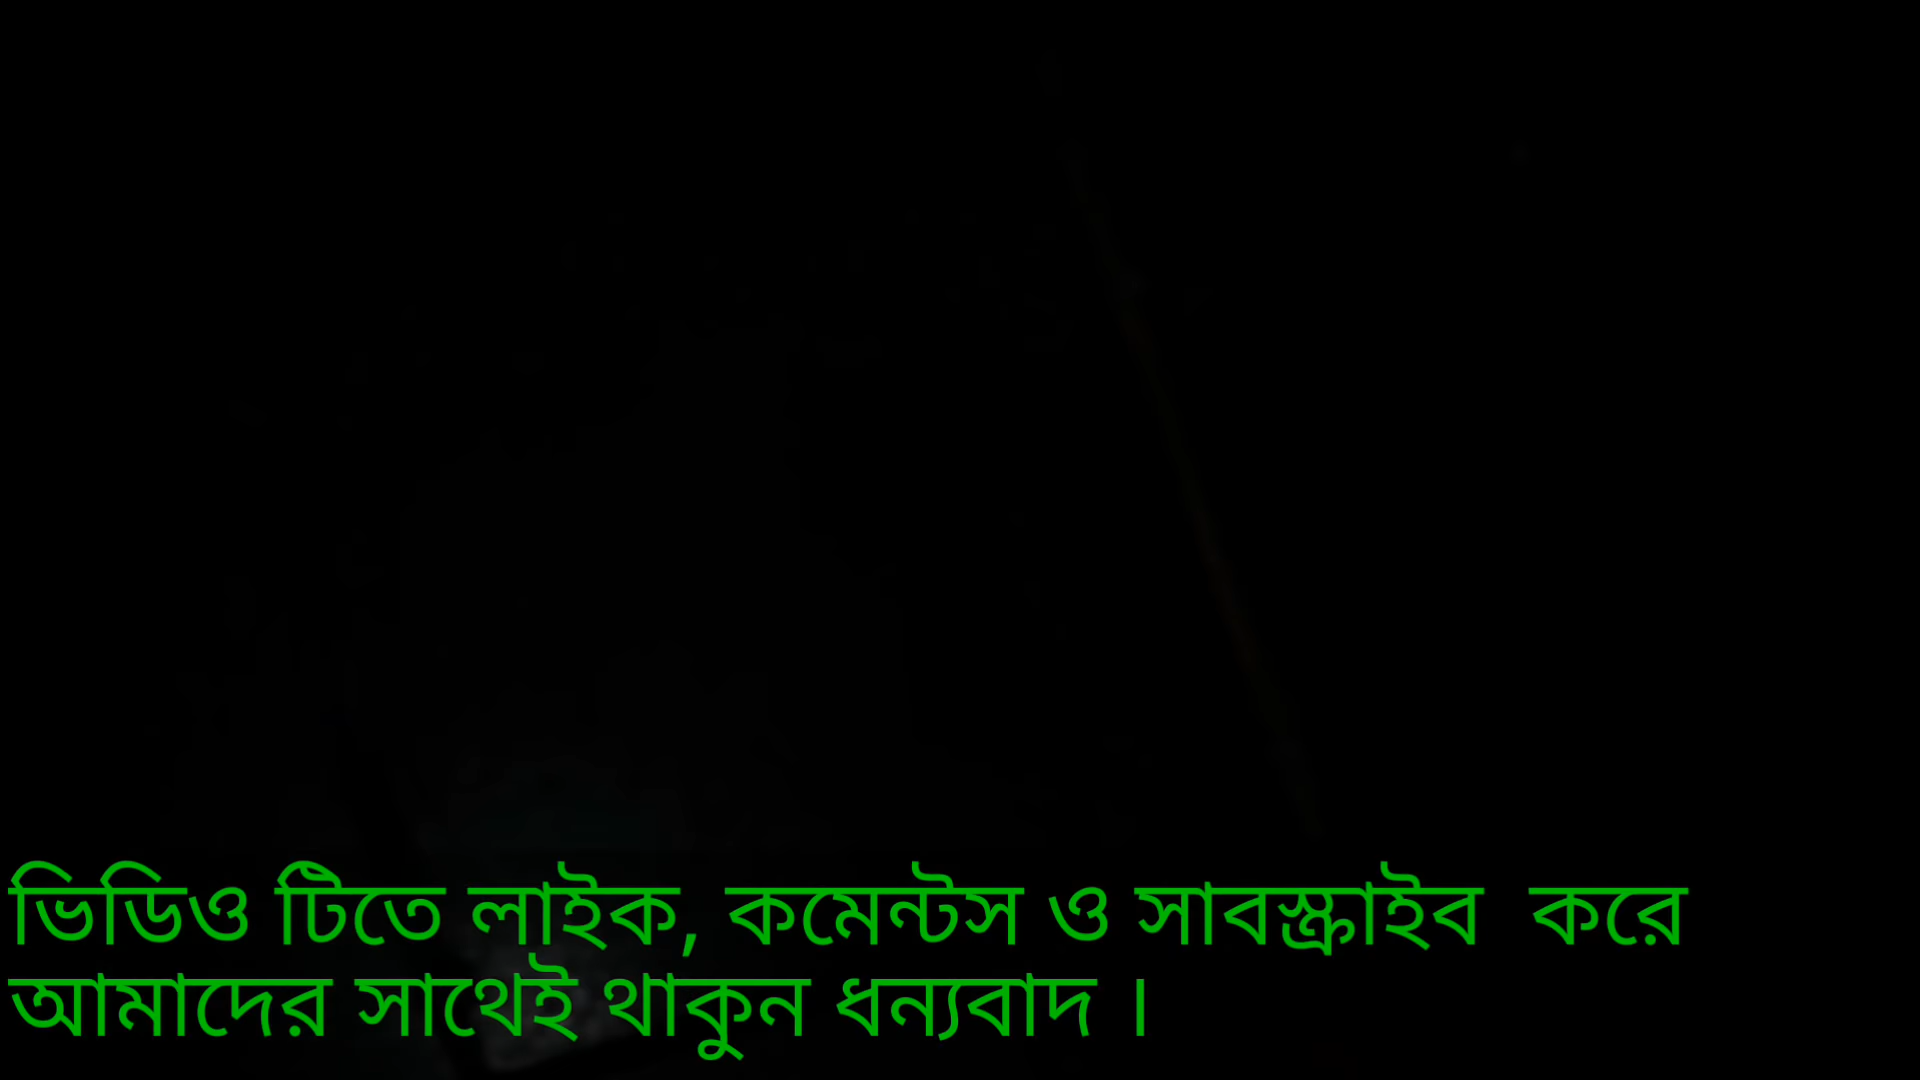 ভিডিও টিতে লাইক, কমেন্টস ও সাবস্ক্রাইব  করে
আমাদের সাথেই থাকুন ধন্যবাদ ।